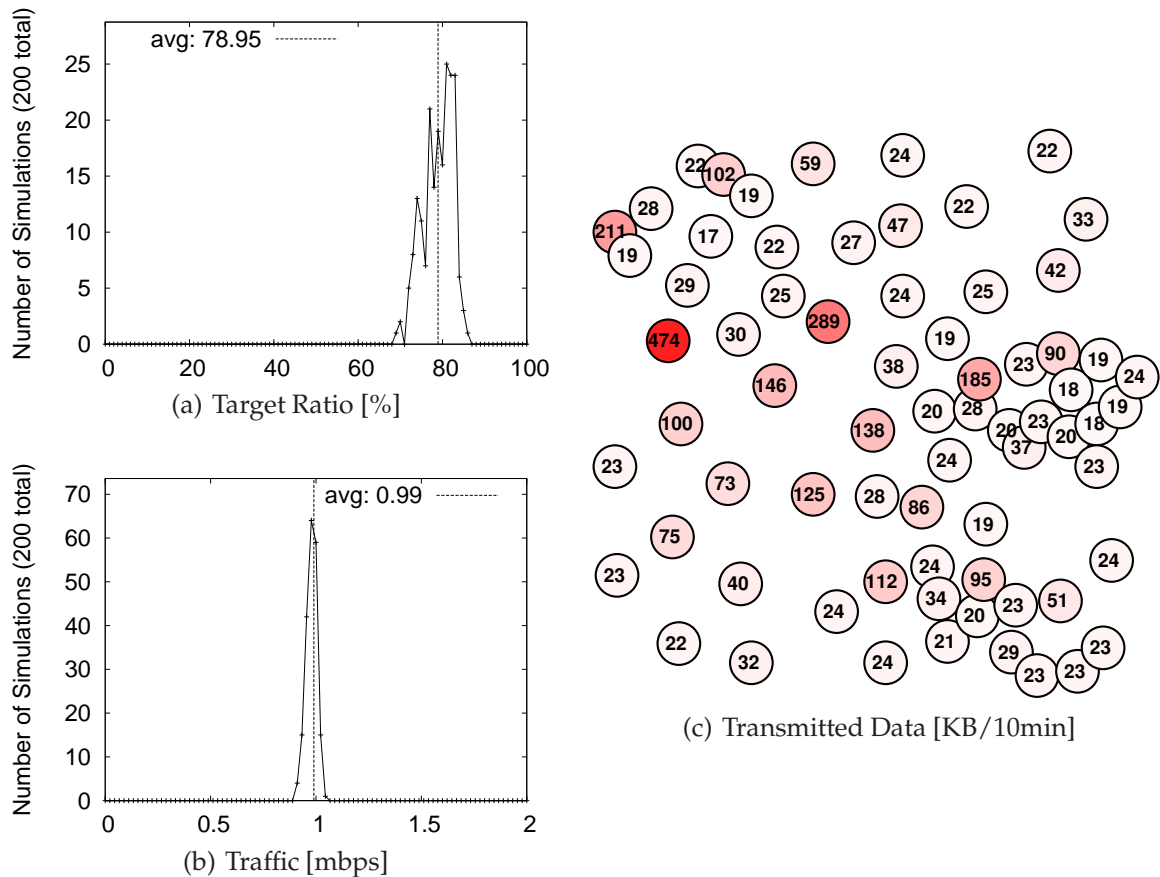 Number of Simulations (200 total)
avg: 78.95
25
20
15
10
5
0
0 20 40 60 80 100
(a) Target Ratio [%]
Number of Simulations (200 total)
avg: 0.99
70
60
50
40
30
20
10
0
0 0.5 1 1.5 2
(b) Traffic [mbps]
22 102 59 24 22
28 19 22 33
211 17 22 27 47
19 42
29 25 24 25
474 30 289 19
146 38 185 23 90 19 24
18
100 138 20 28 20 23 37 20 18 19
23 73 24 23
125 28 86 19
75
23 40 112 24 95 24
24 34 20 23 51
22 32 24 21 29 23 23 23
(c) Transmitted Data [KB/10min]